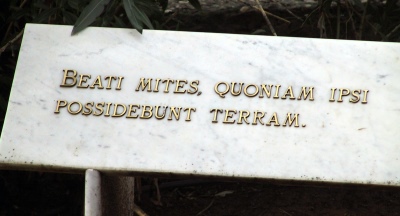 BEATI MITES, QUONIAM IPSI
POSSIDEBUNT TERRAM.